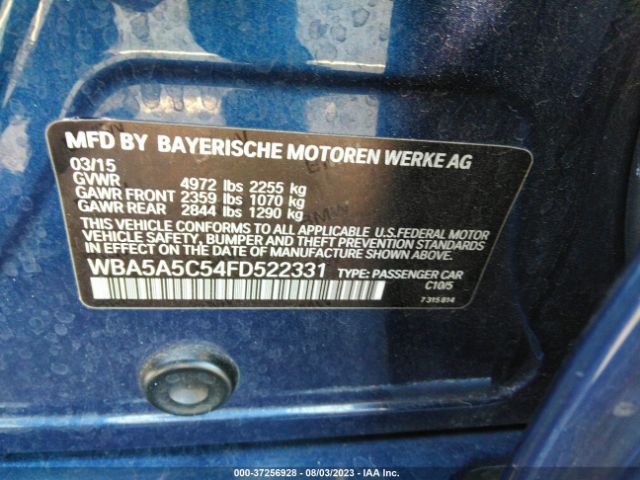 MFD BY BAYERISCHE MOTOREN WERKE AG
03/15
GVWR 4972 lbs 2255 kg
GAWR FRONT 2359 lbs 1070 kg
GAWR REAR 2844 lbs 1290 kg
THIS VEHICLE CONFORMS TO ALL APPLICABLE U.S.FEDERAL MOTOR
VEHICLE SAFETY, BUMPER AND THEFT PREVENTION STANDARDS
IN EFFECT ON THE DATE OF MANUFACTURE SHOWN ABOVE.
WBA5A5C54FD522331 TYPE: PASSENGER CAR
C10/5
7 315 814
000-37256928 - 08/03/2023 - IAA Inc.